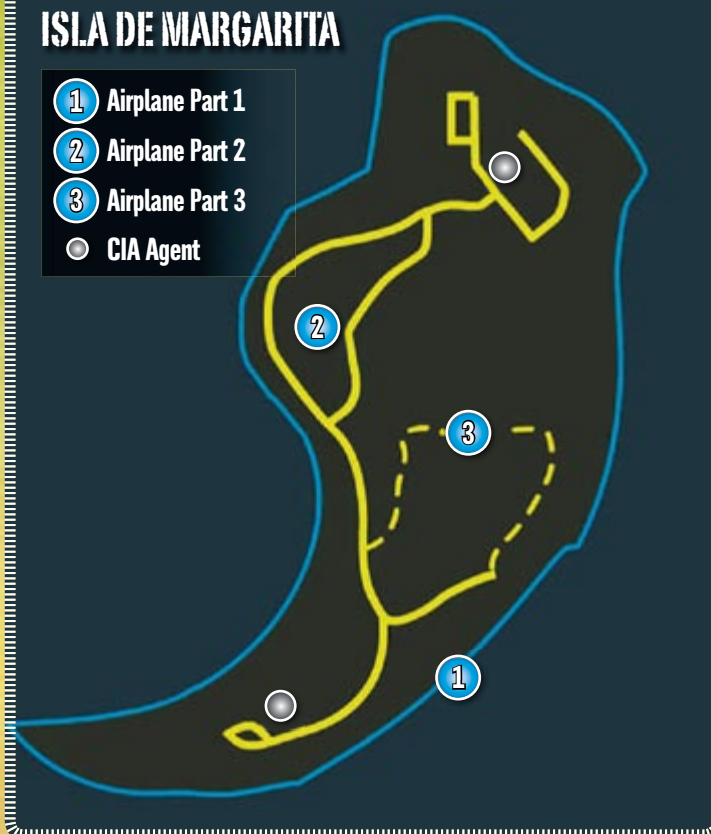 ISLA DE MARGARITA
1 Airplane Part 1
2 Airplane Part 2
3 Airplane Part 3
CIA Agent
2
3
1